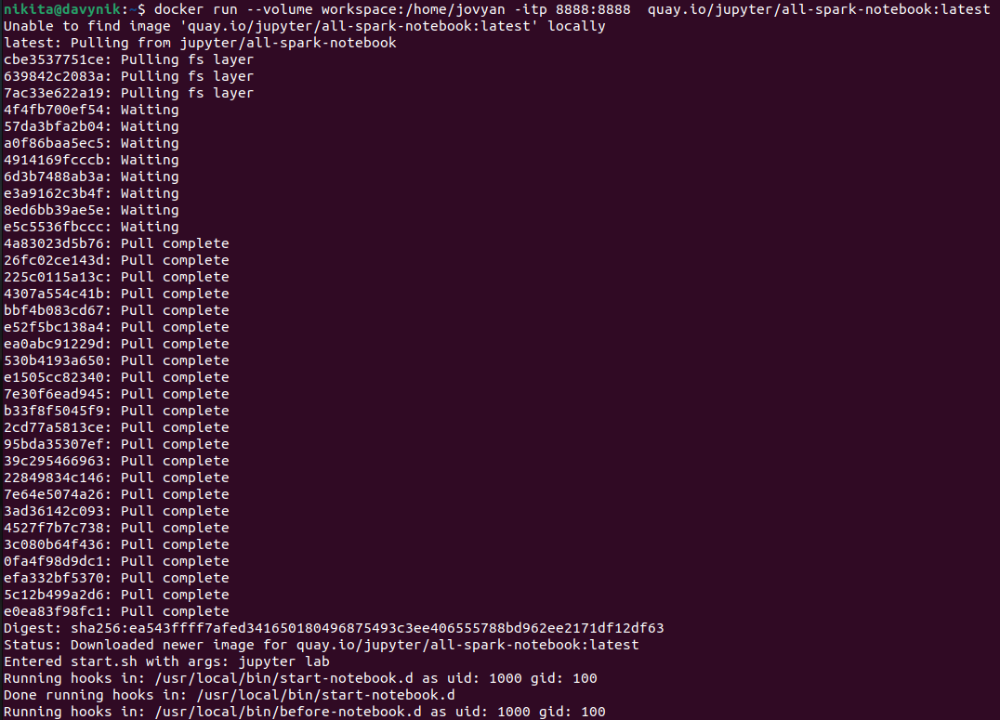 nikita@davynik:~$ docker run --volume workspace:/home/jovyan -itp 8888:8888  quay.io/jupyter/all-spark-notebook:latest
Unable to find image 'quay.io/jupyter/all-spark-notebook:latest' locally
latest: Pulling from jupyter/all-spark-notebook
cbe3537751ce: Pulling fs layer
639842c2083a: Pulling fs layer
7ac33e622a19: Pulling fs layer
4f4fb700ef54: Waiting
57da3bfa2b04: Waiting
a0f86baa5ec5: Waiting
4914169fcccb: Waiting
6d3b7488ab3a: Waiting
e3a9162c3b4f: Waiting
8ed6bb39ae5e: Waiting
e5c5536fbccc: Waiting
4a83023d5b76: Pull complete
26fc02ce143d: Pull complete
225c0115a13c: Pull complete
4307a554c41b: Pull complete
bbf4b083cd67: Pull complete
e52f5bc138a4: Pull complete
ea0abc91229d: Pull complete
530b4193a650: Pull complete
e1505cc82340: Pull complete
7e30f6ead945: Pull complete
b33f8f5045f9: Pull complete
2cd77a5813ce: Pull complete
95bda35307ef: Pull complete
39c295466963: Pull complete
22849834c146: Pull complete
7e64e5074a26: Pull complete
3ad36142c093: Pull complete
4527f7b7c738: Pull complete
3c080b64f436: Pull complete
0fa4f98d9dc1: Pull complete
efa332bf5370: Pull complete
5c12b499a2d6: Pull complete
e0ea83f98fc1: Pull complete
Digest: sha256:ea543ffff7afed341650180496875493c3ee406555788bd962ee2171df12df63
Status: Downloaded newer image for quay.io/jupyter/all-spark-notebook:latest
Entered start.sh with args: jupyter lab
Running hooks in: /usr/local/bin/start-notebook.d as uid: 1000 gid: 100
Done running hooks in: /usr/local/bin/start-notebook.d
Running hooks in: /usr/local/bin/before-notebook.d as uid: 1000 gid: 100